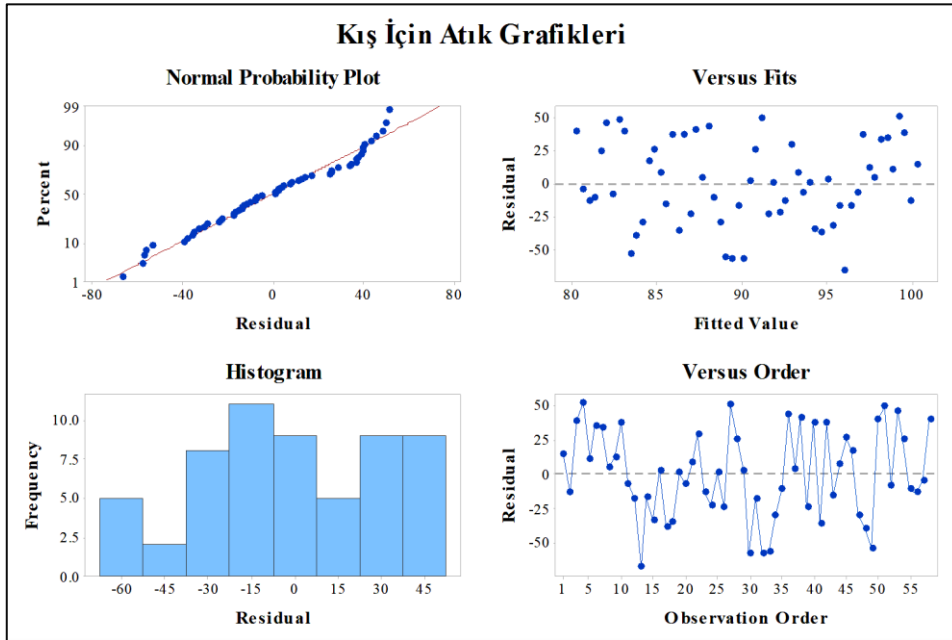 Kış İçin Atık Grafikleri
Normal Probability Plot
Percent
99
90
50
10
1
-80 -40 0 40 80
Residual
Versus Fits
Residual
50
25
0
-25
-50
80 85 90 95 100
Fitted Value
Histogram
Frequency
10.0
7.5
5.0
2.5
0.0
-60 -45 -30 -15 0 15 30 45
Residual
Versus Order
Residual
50
25
0
-25
-50
1 5 10 15 20 25 30 35 40 45 50 55
Observation Order